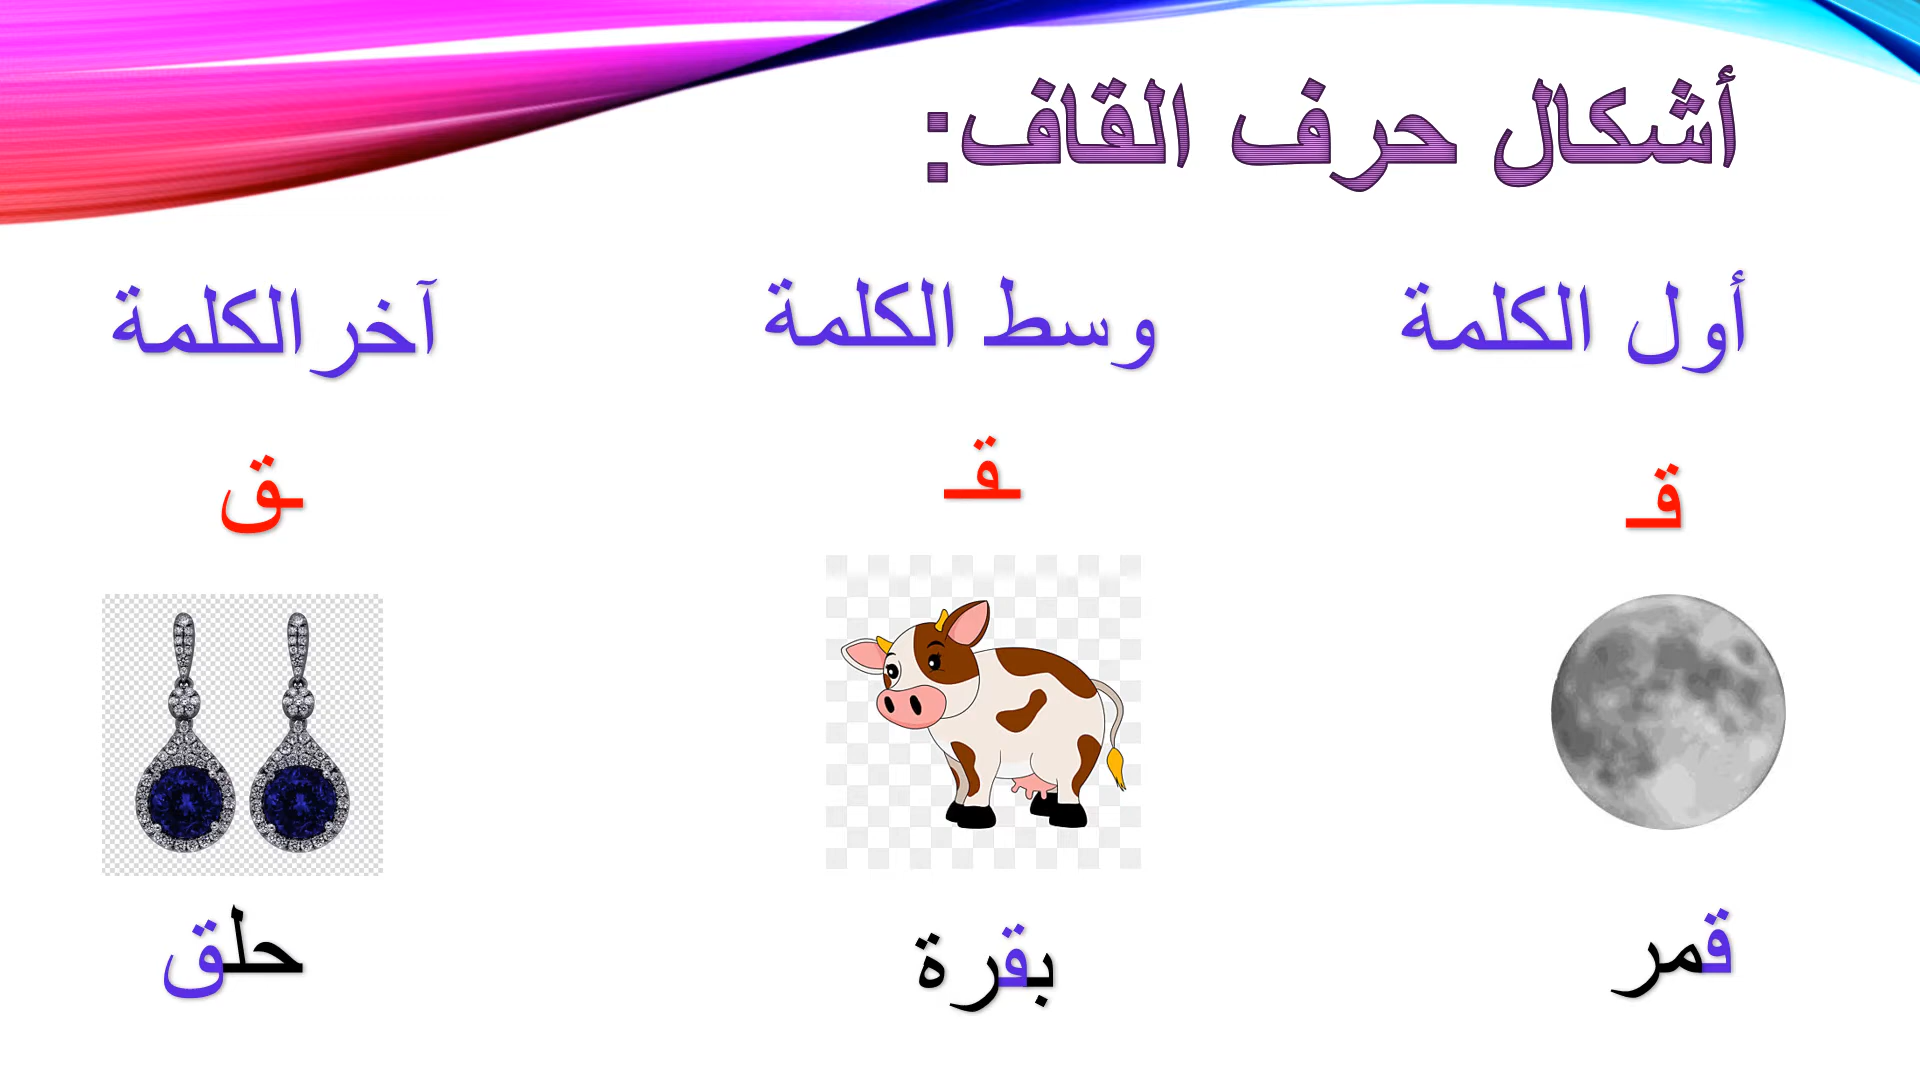 أشكال حرف القاف:
أول الكلمة
وسط الكلمة
آخر الكلمة
قـ
ـقـ
ـق
قمر
بقرة
حلق